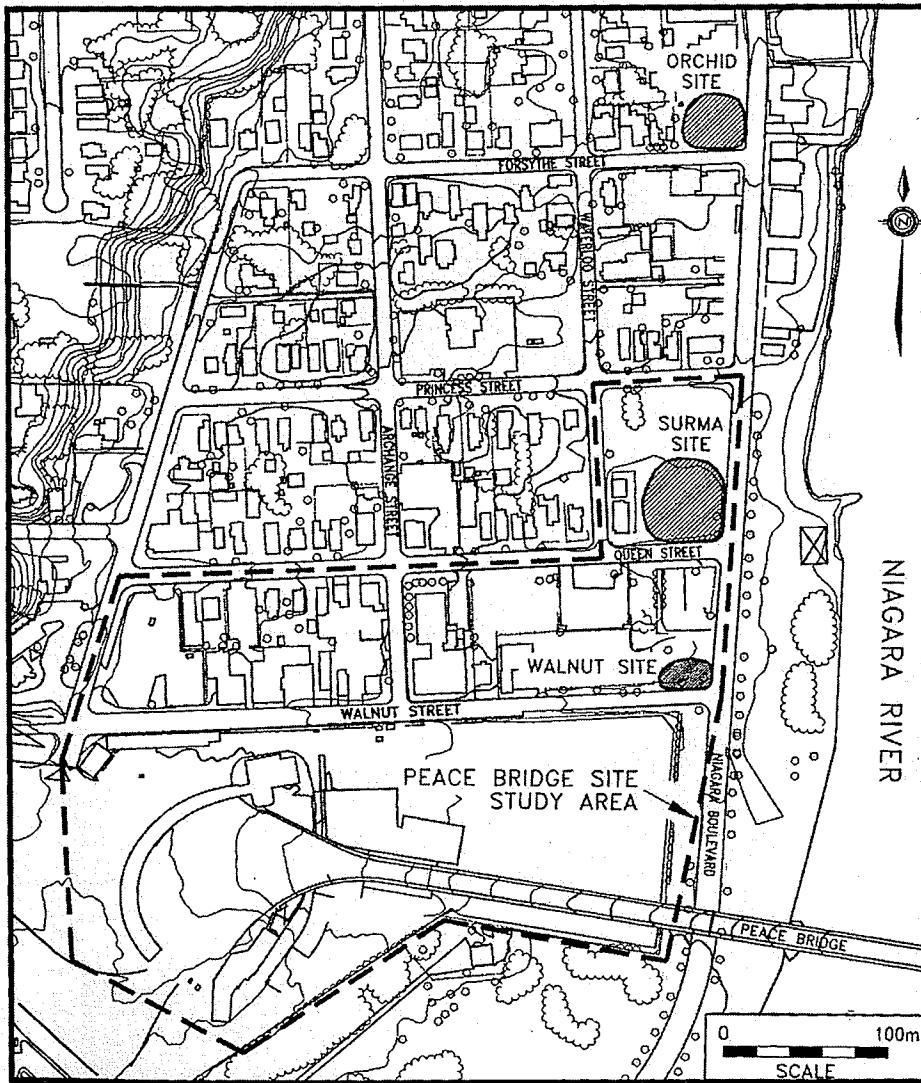 ORCHID
SITE
FORSYTHE STREET
WATERLOO STREET
N
PRINCESS STREET
SURMA
SITE
ARCHANGE STREET
QUEEN STREET
NIAGARA RIVER
WALNUT SITE
WALNUT STREET
PEACE BRIDGE SITE
STUDY AREA
NIAGARA BOULEVARD
PEACE BRIDGE
0 100m
SCALE